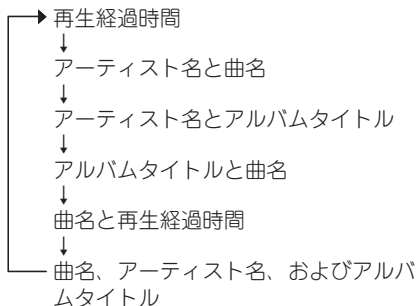 再生経過時間
アーティスト名と曲名
アーティスト名とアルバムタイトル
アルバムタイトルと曲名
曲名と再生経過時間
曲名、アーティスト名、およびアルバ
ムタイトル